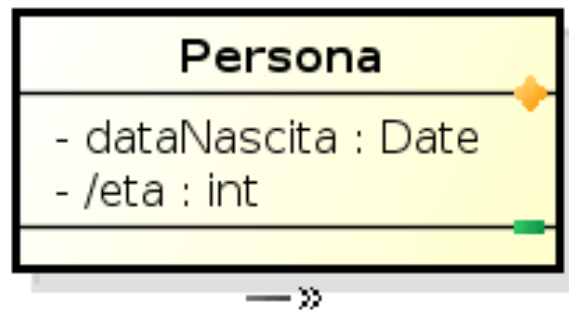 Persona
- dataNascita : Date
- /eta : int